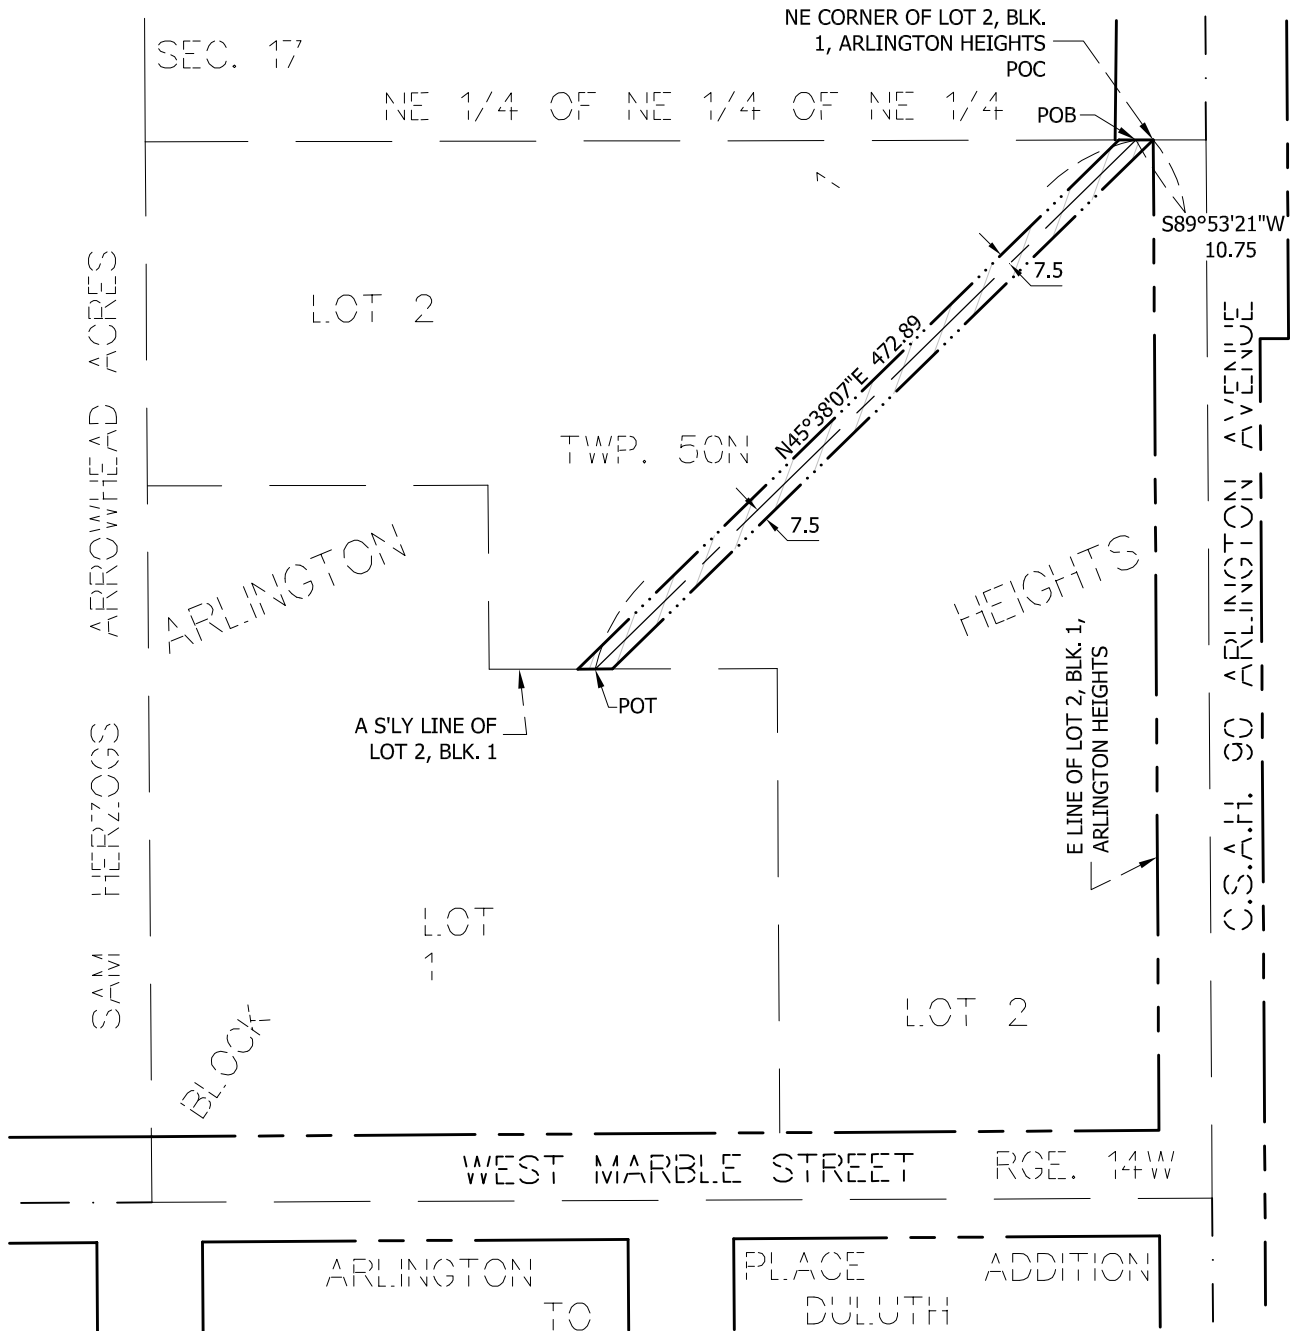 NE CORNER OF LOT 2, BLK.
1, ARLINGTON HEIGHTS
POC
SEC. 17
NE 1/4 OF NE 1/4 OF NE 1/4
POB
S89°53'21"W
10.75
7.5
LOT 2
N45°38'07"E 472.89
TWP. 50N
7.5
SAM HERZOGS ARROWHEAD ACRES
ARLINGTON
HEIGHTS
C.S.A.H. 90 ARLINGTON AVENUE
POT
A S'LY LINE OF
LOT 2, BLK. 1
E LINE OF LOT 2, BLK. 1,
ARLINGTON HEIGHTS
LOT
1
LOT 2
BLOCK
WEST MARBLE STREET
RGE. 14W
ARLINGTON
PLACE
ADDITION
TO
DULUTH